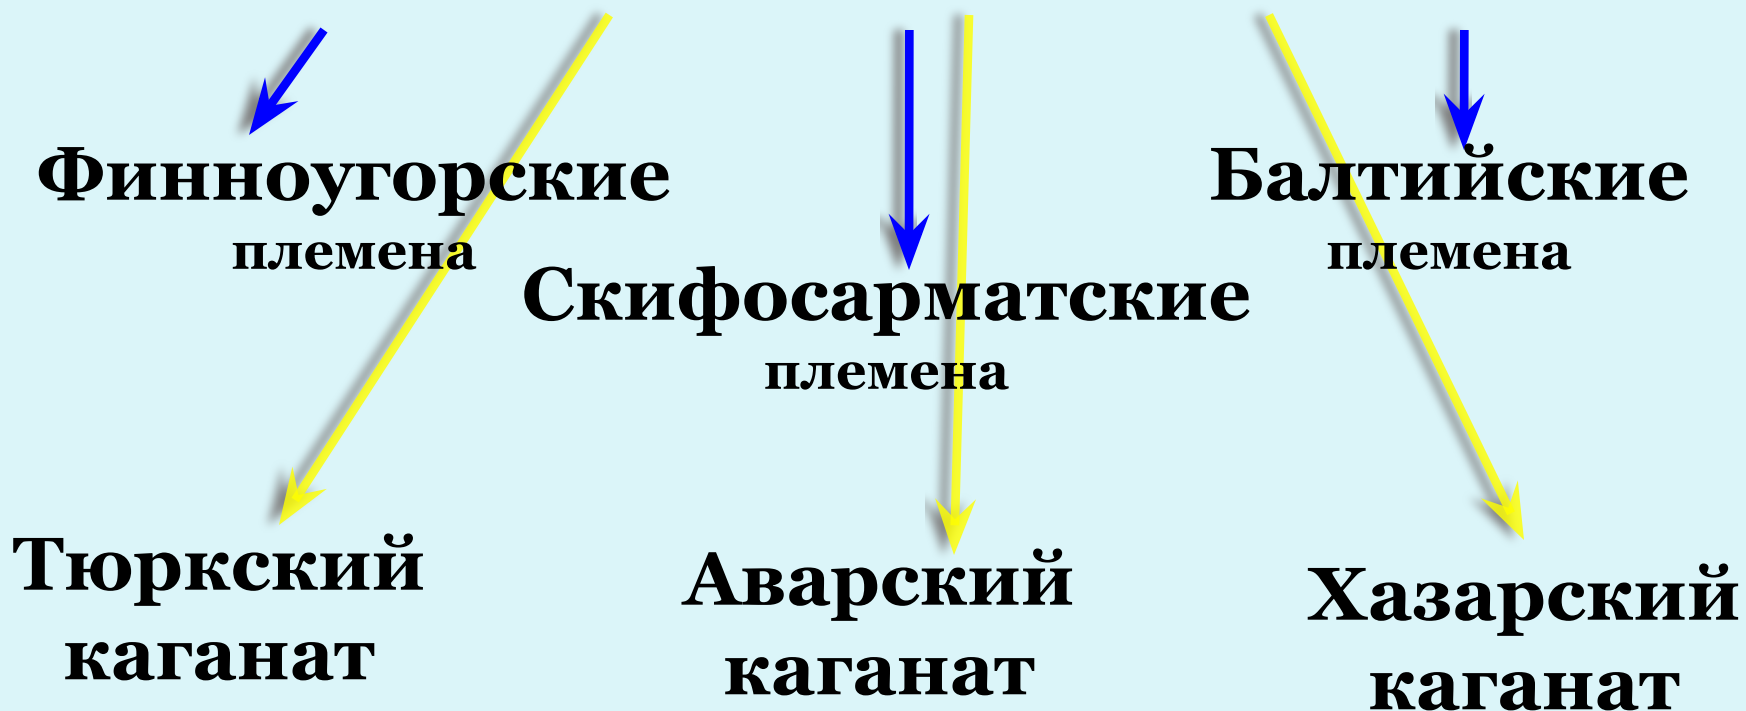 Финноугорские
племена
Балтийские
племена
Скифосарматские
племена
Тюркский
каганат
Аварский
каганат
Хазарский
каганат